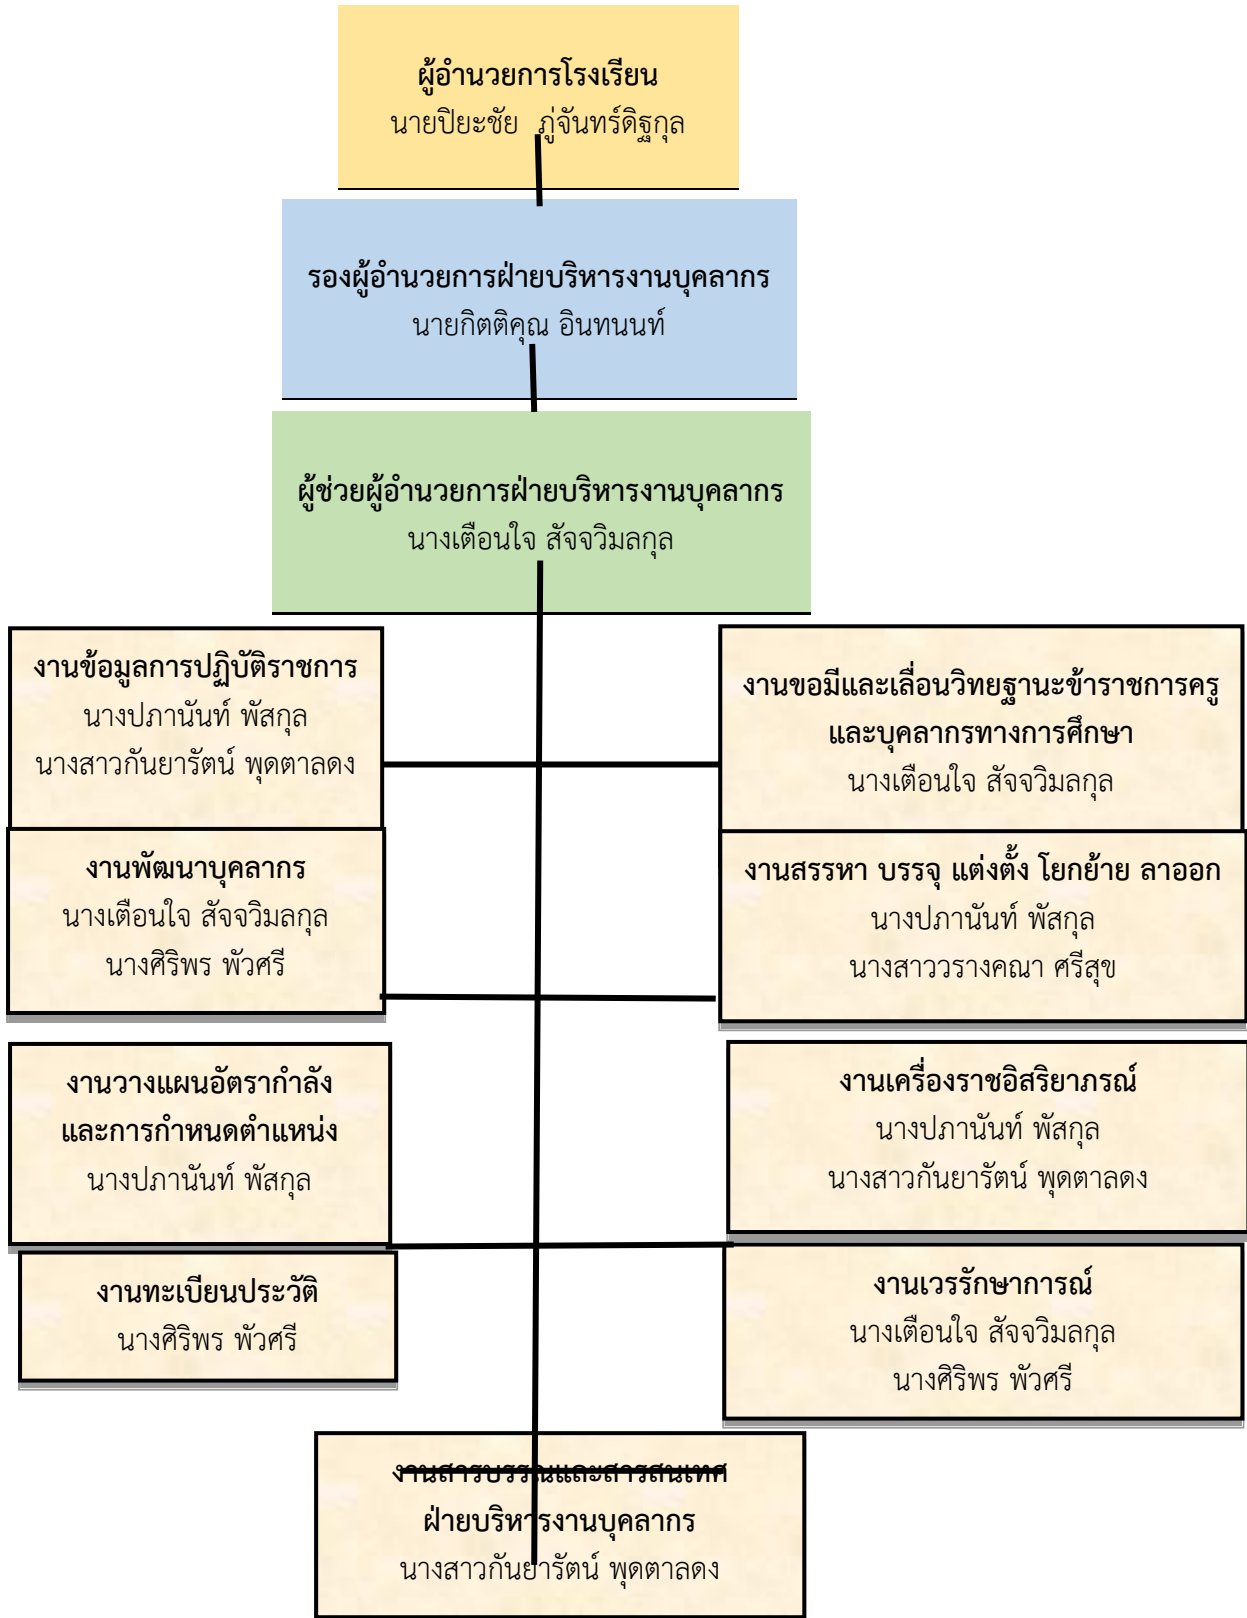 ผู้อำนวยการโรงเรียน
นายปิยะชัย  ภู่จันทร์ดิฐกุล
รองผู้อำนวยการฝ่ายบริหารงานบุคลากร
นายกิตติคุณ อินทนนท์
ผู้ช่วยผู้อำนวยการฝ่ายบริหารงานบุคลากร
นางเตือนใจ สัจจวิมลกุล
งานข้อมูลการปฏิบัติราชการ
นางปภานันท์ พัสกุล
นางสาวกันยารัตน์ พุดตาลดง
งานขอมีและเลื่อนวิทยฐานะข้าราชการครู
และบุคลากรทางการศึกษา
นางเตือนใจ สัจจวิมลกุล
งานพัฒนาบุคลากร
นางเตือนใจ สัจจวิมลกุล
นางศิริพร พัวศรี
งานสรรหา บรรจุ แต่งตั้ง โยกย้าย ลาออก
นางปภานันท์ พัสกุล
นางสาววรางคณา ศรีสุข
งานวางแผนอัตรากำลัง
และการกำหนดตำแหน่ง
นางปภานันท์ พัสกุล
งานเครื่องราชอิสริยาภรณ์
นางปภานันท์ พัสกุล
นางสาวกันยารัตน์ พุดตาลดง
งานทะเบียนประวัติ
นางศิริพร พัวศรี
งานเวรรักษาการณ์
นางเตือนใจ สัจจวิมลกุล
นางศิริพร พัวศรี
งานสารบรรณและสารสนเทศ
ฝ่ายบริหารงานบุคลากร
นางสาวกันยารัตน์ พุดตาลดง